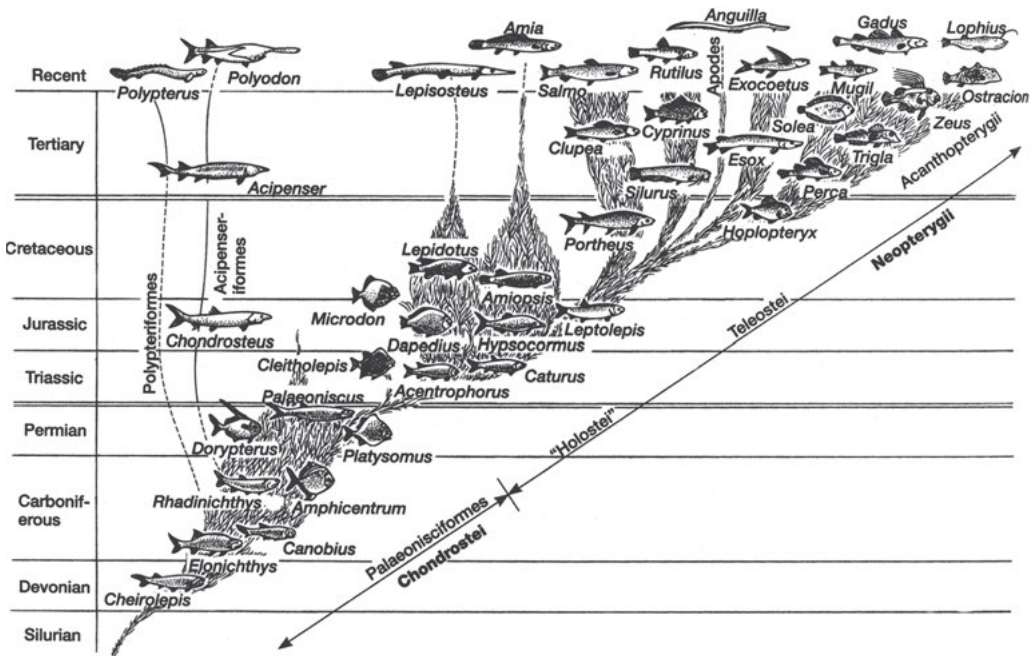 Anguilla
Amia
Gadus
Lophius
Recent
Polyodon
Polypterus
Lepisosteus
Salmo
Rutilus
Apodes
Exocoetus
Mugil
Ostracion
Tertiary
Clupea
Cyprinus
Solea
Zeus
Esox
Trigla
Acanthopterygii
Acipenser
Silurus
Perca
Cretaceous
Polypteriformes
Acipenser-
iformes
Lepidotus
Portheus
Hoplopteryx
Neopterygii
Amiopsis
Jurassic
Microdon
Chondrosteus
Dapedius
Hypsocormus
Leptolepis
Teleostei
Triassic
Cleitholepis
Acentrophorus
Caturus
Permian
Palaeoniscus
Dorypterus
Platysomus
"Holostei"
Carbonif-
erous
Rhadinichthys
Amphicentrum
Canobius
Elonichthys
Palaeonisciformes
Chondrostei
Devonian
Cheirolepis
Silurian